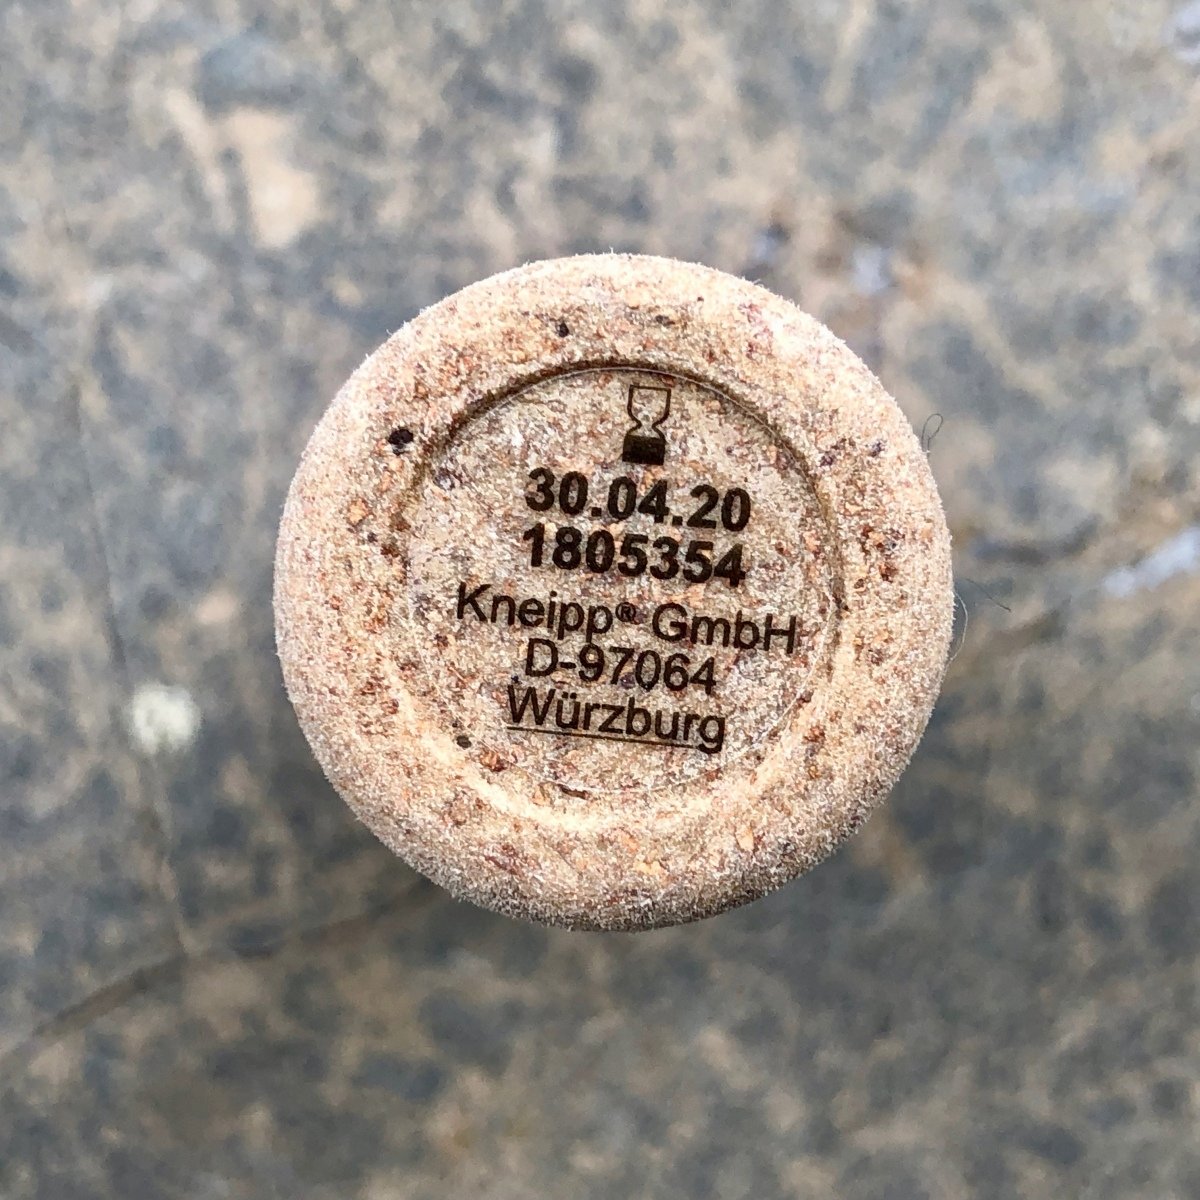 30.04.20
1805354
Kneipp® GmbH
D-97064
Würzburg